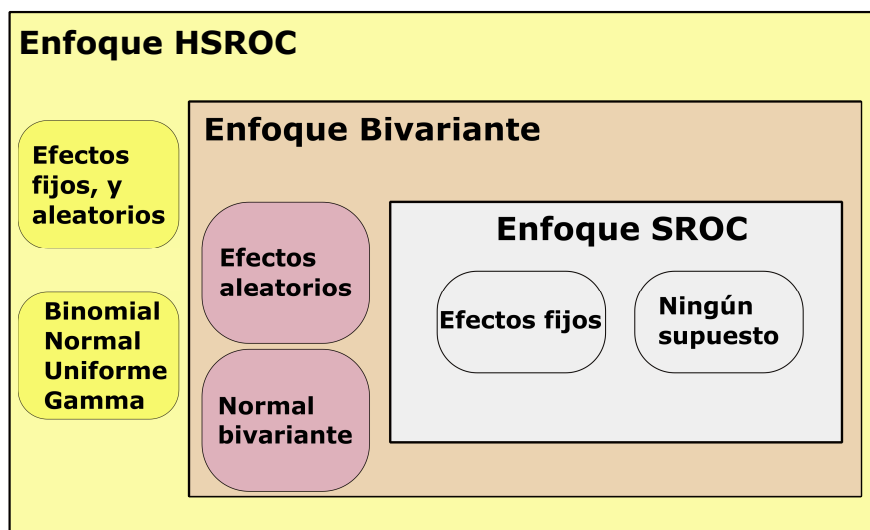 Enfoque HSROC
Efectos
fijos, y
aleatorios
Binomial
Normal
Uniforme
Gamma
Enfoque Bivariante
Efectos
aleatorios
Normal
bivariante
Enfoque SROC
Efectos fijos
Ningún
supuesto